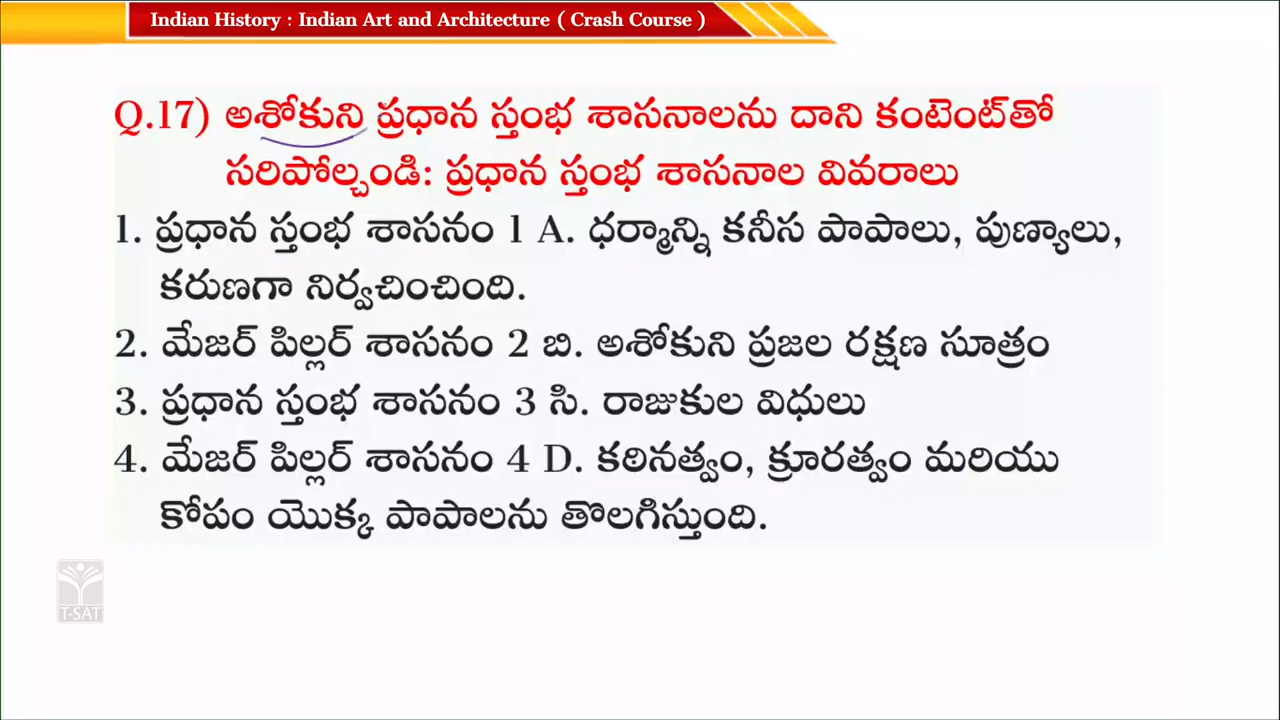 Indian History : Indian Art and Architecture ( Crash Course )
Q.17) అశోకుని ప్రధాన స్తంభ శాసనాలను దాని కంటెంట్‌తో
సరిపోల్చండి: ప్రధాన స్తంభ శాసనాల వివరాలు
1. ప్రధాన స్తంభ శాసనం 1 A. ధర్మాన్ని కనీస పాపాలు, పుణ్యాలు,
కరుణగా నిర్వచించింది.
2. మేజర్ పిల్లర్ శాసనం 2 బి. అశోకుని ప్రజల రక్షణ సూత్రం
3. ప్రధాన స్తంభ శాసనం 3 సి. రాజుకుల విధులు
4. మేజర్ పిల్లర్ శాసనం 4 D. కఠినత్వం, క్రూరత్వం మరియు
కోపం యొక్క పాపాలను తొలగిస్తుంది.
T-SAT